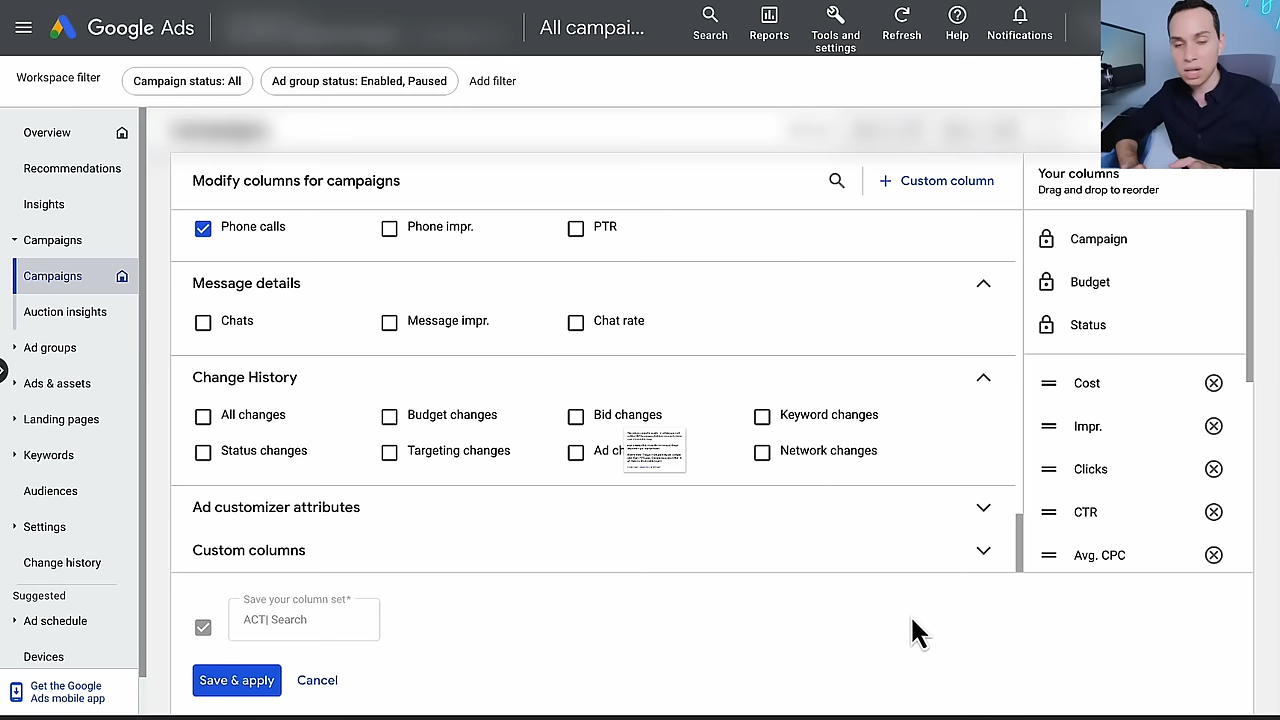 Google Ads
All campai...
Search
Reports
Tools and
settings
Refresh
Help
Notifications
Workspace filter
Campaign status: All
Ad group status: Enabled, Paused
Add filter
Overview
Recommendations
Insights
Campaigns
Campaigns
Auction insights
Ad groups
Ads & assets
Landing pages
Keywords
Audiences
Settings
Change history
Suggested
Ad schedule
Devices
Get the Google
Ads mobile app
Modify columns for campaigns
+ Custom column
Phone calls
Phone impr.
PTR
Message details
Chats
Message impr.
Chat rate
Change History
All changes
Budget changes
Bid changes
Keyword changes
Status changes
Targeting changes
Ad
Network changes
Ad customizer attributes
Custom columns
Save your column set*
ACT| Search
Save & apply
Cancel
Your columns
Drag and drop to reorder
Campaign
Budget
Status
Cost
Impr.
Clicks
CTR
Avg. CPC